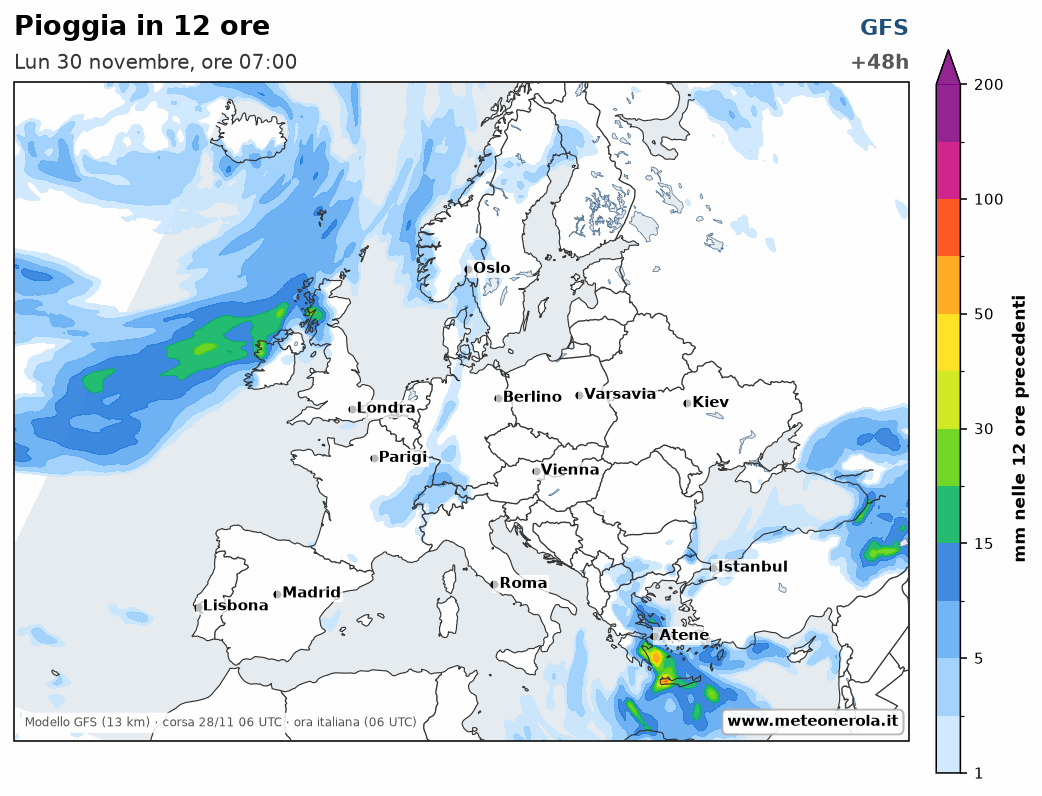 Pioggia in 12 ore
GFS
Lun 30 novembre, ore 07:00
+48h
200
100
50
30
15
5
1
mm nelle 12 ore precedenti
Oslo
Berlino
Varsavia
Kiev
Londra
Parigi
Vienna
Istanbul
Roma
Madrid
Lisbona
Atene
Modello GFS (13 km) · corsa 28/11 06 UTC · ora italiana (06 UTC)
www.meteonerola.it